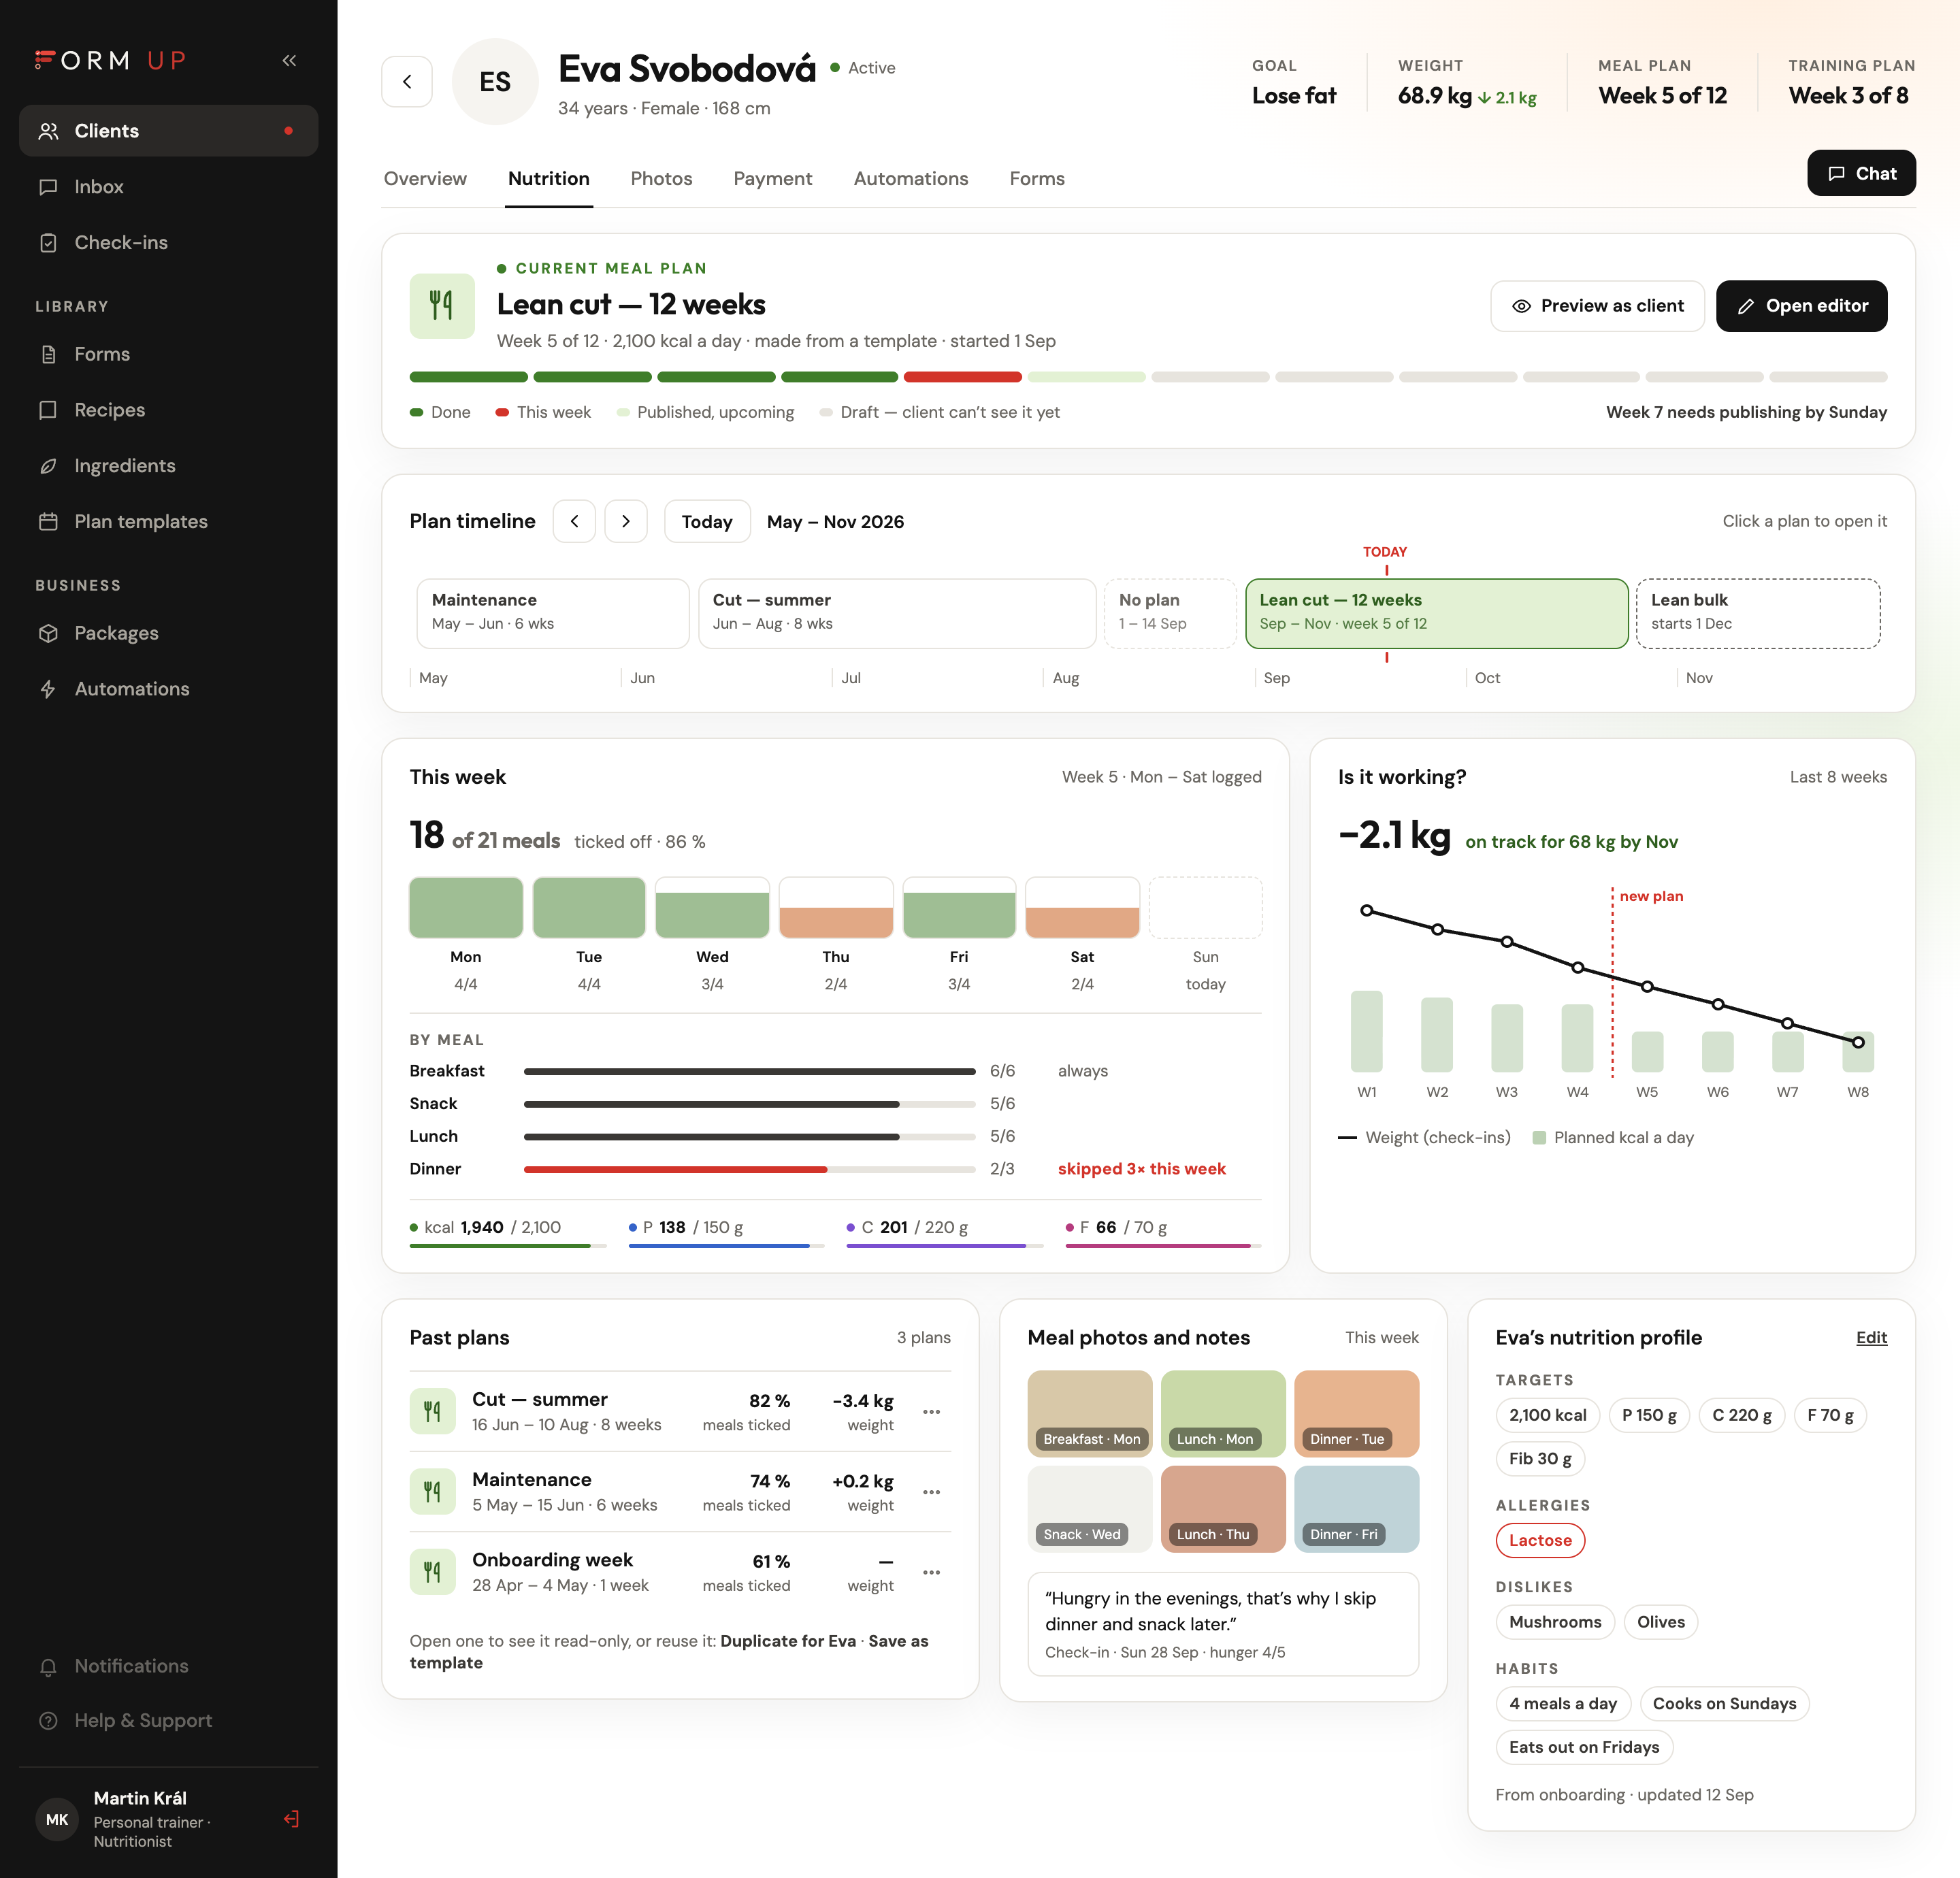 FORM UP
Clients
Inbox
Check-ins
LIBRARY
Forms
Recipes
Ingredients
Plan templates
BUSINESS
Packages
Automations
Notifications
Help & Support
MK
Martin Král
Personal trainer ·
Nutritionist
ES
Eva Svobodová
Active
34 years · Female · 168 cm
GOAL
Lose fat
WEIGHT
68.9 kg ↓ 2.1 kg
MEAL PLAN
Week 5 of 12
TRAINING PLAN
Week 3 of 8
Overview
Nutrition
Photos
Payment
Automations
Forms
Chat
CURRENT MEAL PLAN
Lean cut — 12 weeks
Week 5 of 12 · 2,100 kcal a day · made from a template · started 1 Sep
Preview as client
Open editor
Done
This week
Published, upcoming
Draft — client can’t see it yet
Week 7 needs publishing by Sunday
Plan timeline
Today
May – Nov 2026
Click a plan to open it
TODAY
Maintenance
May – Jun · 6 wks
Cut — summer
Jun – Aug · 8 wks
No plan
1 – 14 Sep
Lean cut — 12 weeks
Sep – Nov · week 5 of 12
Lean bulk
starts 1 Dec
May
Jun
Jul
Aug
Sep
Oct
Nov
This week
Week 5 · Mon – Sat logged
18 of 21 meals ticked off · 86 %
Mon
Tue
Wed
Thu
Fri
Sat
Sun
4/4
4/4
3/4
2/4
3/4
2/4
today
BY MEAL
Breakfast 6/6 always
Snack 5/6
Lunch 5/6
Dinner 2/3 skipped 3× this week
kcal 1,940 / 2,100
P 138 / 150 g
C 201 / 220 g
F 66 / 70 g
Is it working?
Last 8 weeks
−2.1 kg on track for 68 kg by Nov
new plan
W1
W2
W3
W4
W5
W6
W7
W8
Weight (check-ins)
Planned kcal a day
Past plans
3 plans
Cut — summer
16 Jun – 10 Aug · 8 weeks
82 %
meals ticked
−3.4 kg
weight
Maintenance
5 May – 15 Jun · 6 weeks
74 %
meals ticked
+0.2 kg
weight
Onboarding week
28 Apr – 4 May · 1 week
61 %
meals ticked
—
weight
Open one to see it read-only, or reuse it: Duplicate for Eva · Save as
template
Meal photos and notes
This week
Breakfast · Mon
Lunch · Mon
Dinner · Tue
Snack · Wed
Lunch · Thu
Dinner · Fri
“Hungry in the evenings, that’s why I skip
dinner and snack later.”
Check-in · Sun 28 Sep · hunger 4/5
Eva’s nutrition profile
Edit
TARGETS
2,100 kcal
P 150 g
C 220 g
F 70 g
Fib 30 g
ALLERGIES
Lactose
DISLIKES
Mushrooms
Olives
HABITS
4 meals a day
Cooks on Sundays
Eats out on Fridays
From onboarding · updated 12 Sep